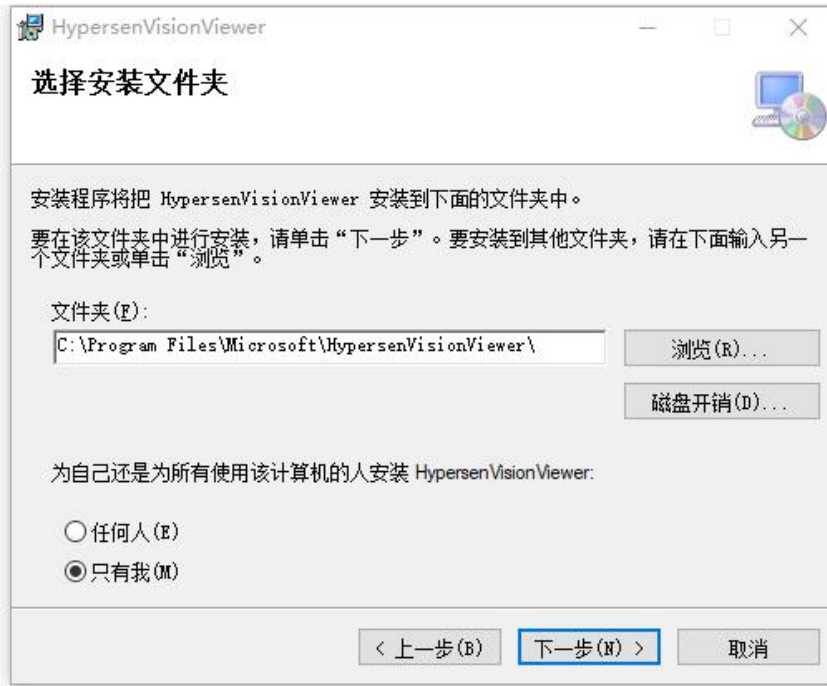 HypersenVisionViewer
选择安装文件夹
安装程序将把 HypersenVisionViewer 安装到下面的文件夹中。
要在该文件夹中进行安装，请单击“下一步”。要安装到其他文件夹，请在下面输入另一
个文件夹或单击“浏览”。
文件夹(F):
C:\Program Files\Microsoft\HypersenVisionViewer\
浏览(R)...
磁盘开销(D)...
为自己还是为所有使用该计算机的人安装 HypersenVisionViewer:
任何人(E)
只有我(M)
< 上一步(B)
下一步(N) >
取消